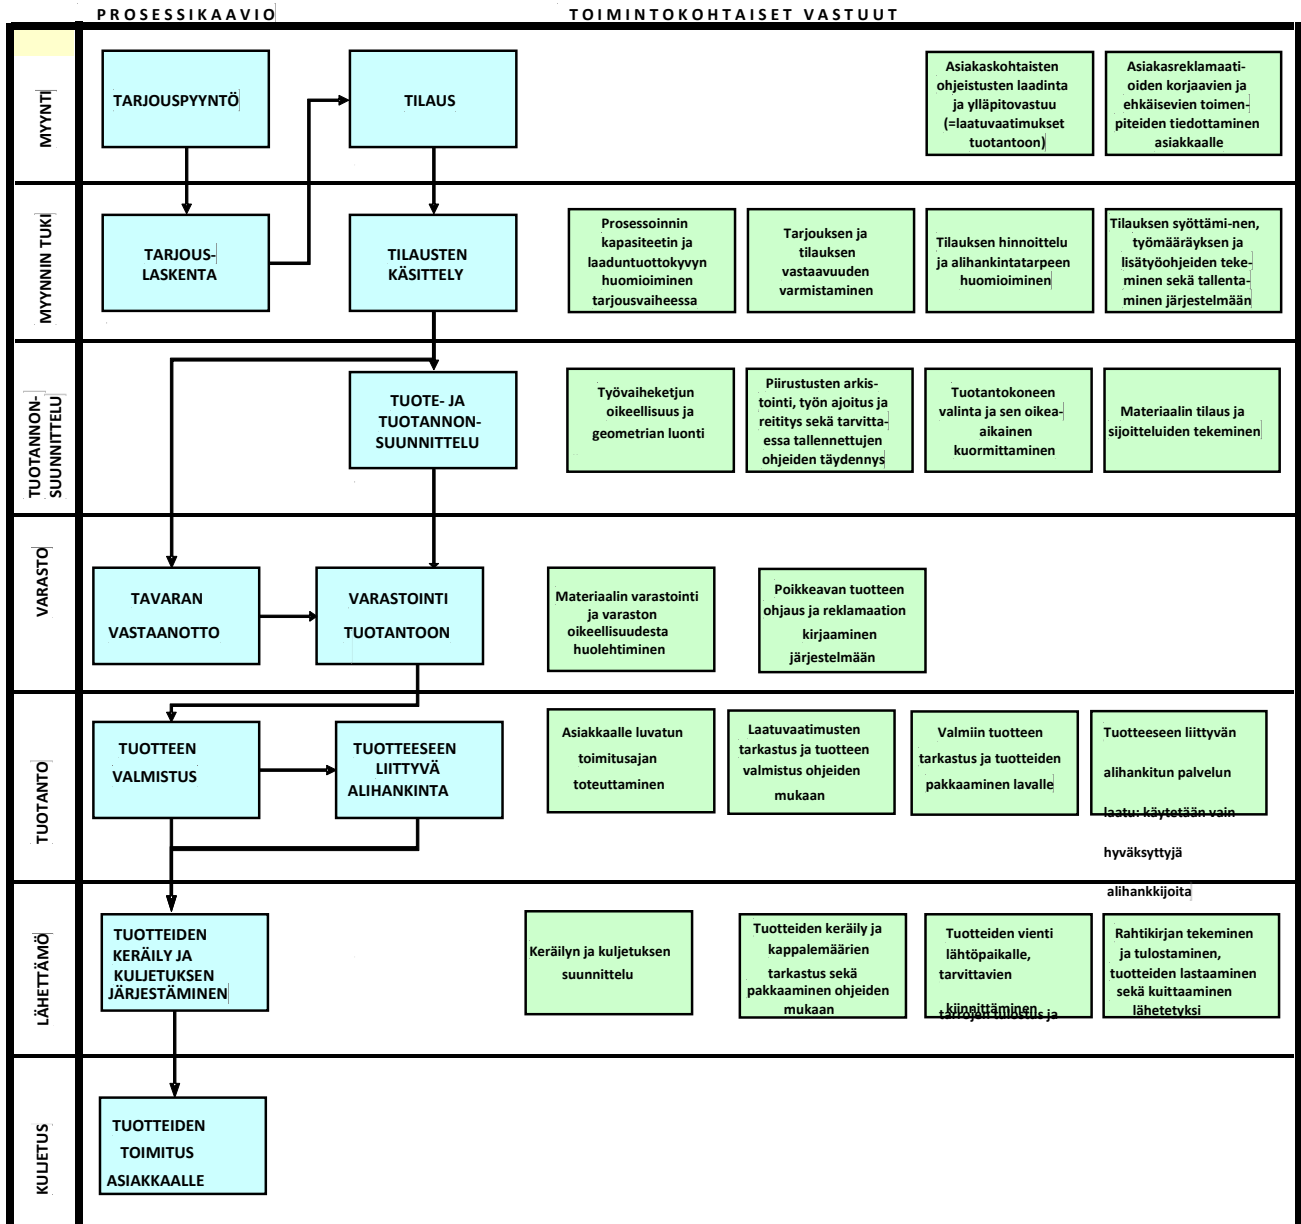 PROSESSIKAAVIO
TOIMINTOKOHTAISET VASTUUT
MYYNTI
TARJOUSPYYNTÖ
TILAUS
Asiakaskohtaisten
ohjeistusten laadinta
ja ylläpitovastuu
(=laatuvaatimukset
tuotantoon)
Asiakasreklamaati-
oiden korjaavien ja
ehkäisevien toimen-
piteiden tiedottaminen
asiakkaalle
MYYNNIN TUKI
TARJOUS-
LASKENTA
TILAUSTEN
KÄSITTELY
Prosessoinnin
kapasiteetin ja
laaduntuottokyvyn
huomioiminen
tarjousvaiheessa
Tarjouksen ja
tilauksen
vastaavuuden
varmistaminen
Tilauksen hinnoittelu
ja alihankintatarpeen
huomioiminen
Tilauksen syöttämi-nen,
työmääräyksen ja
lisätyöohjeiden teke-
minen sekä tallenta-
minen järjestelmään
TUOTANNON-
SUUNNITTELU
TUOTE- JA
TUOTANNON-
SUUNNITTELU
Työvaiheketjun
oikeellisuus ja
geometrian luonti
Piirustusten arkis-
tointi, työn ajoitus ja
reititys sekä tarvitta-
essa tallennettujen
ohjeiden täydennys
Tuotantokoneen
valinta ja sen oikea-
aikainen
kuormittaminen
Materiaalin tilaus ja
sijoitteluiden tekeminen
VARASTO
TAVARAN
VASTAANOTTO
VARASTOINTI
TUOTANTOON
Materiaalin varastointi
ja varaston
oikeellisuudesta
huolehtiminen
Poikkeavan tuotteen
ohjaus ja reklamaation
kirjaaminen
järjestelmään
TUOTANTO
TUOTTEEN
VALMISTUS
TUOTTEESEEN
LIITTYVÄ
ALIHANKINTA
Asiakkaalle luvatun
toimitusajan
toteuttaminen
Laatuvaatimusten
tarkastus ja tuotteen
valmistus ohjeiden
mukaan
Valmiin tuotteen
tarkastus ja tuotteiden
pakkaaminen lavalle
Tuotteeseen liittyvän
alihankitun palvelun
laatu: käytetään vain
hyväksyttyjä
alihankkijoita
LÄHETTÄMÖ
TUOTTEIDEN
KERÄILY JA
KULJETUKSEN
JÄRJESTÄMINEN
Keräilyn ja kuljetuksen
suunnittelu
Tuotteiden keräily ja
kappalemäärien
tarkastus sekä
pakkaaminen ohjeiden
mukaan
Tuotteiden vienti
lähtöpaikalle,
tarvittavien
kiinnittäminen
tarrojen tulostus ja
Rahtikirjan tekeminen
ja tulostaminen,
tuotteiden lastaaminen
sekä kuittaaminen
lähetetyksi
KULJETUS
TUOTTEIDEN
TOIMITUS
ASIAKKAALLE